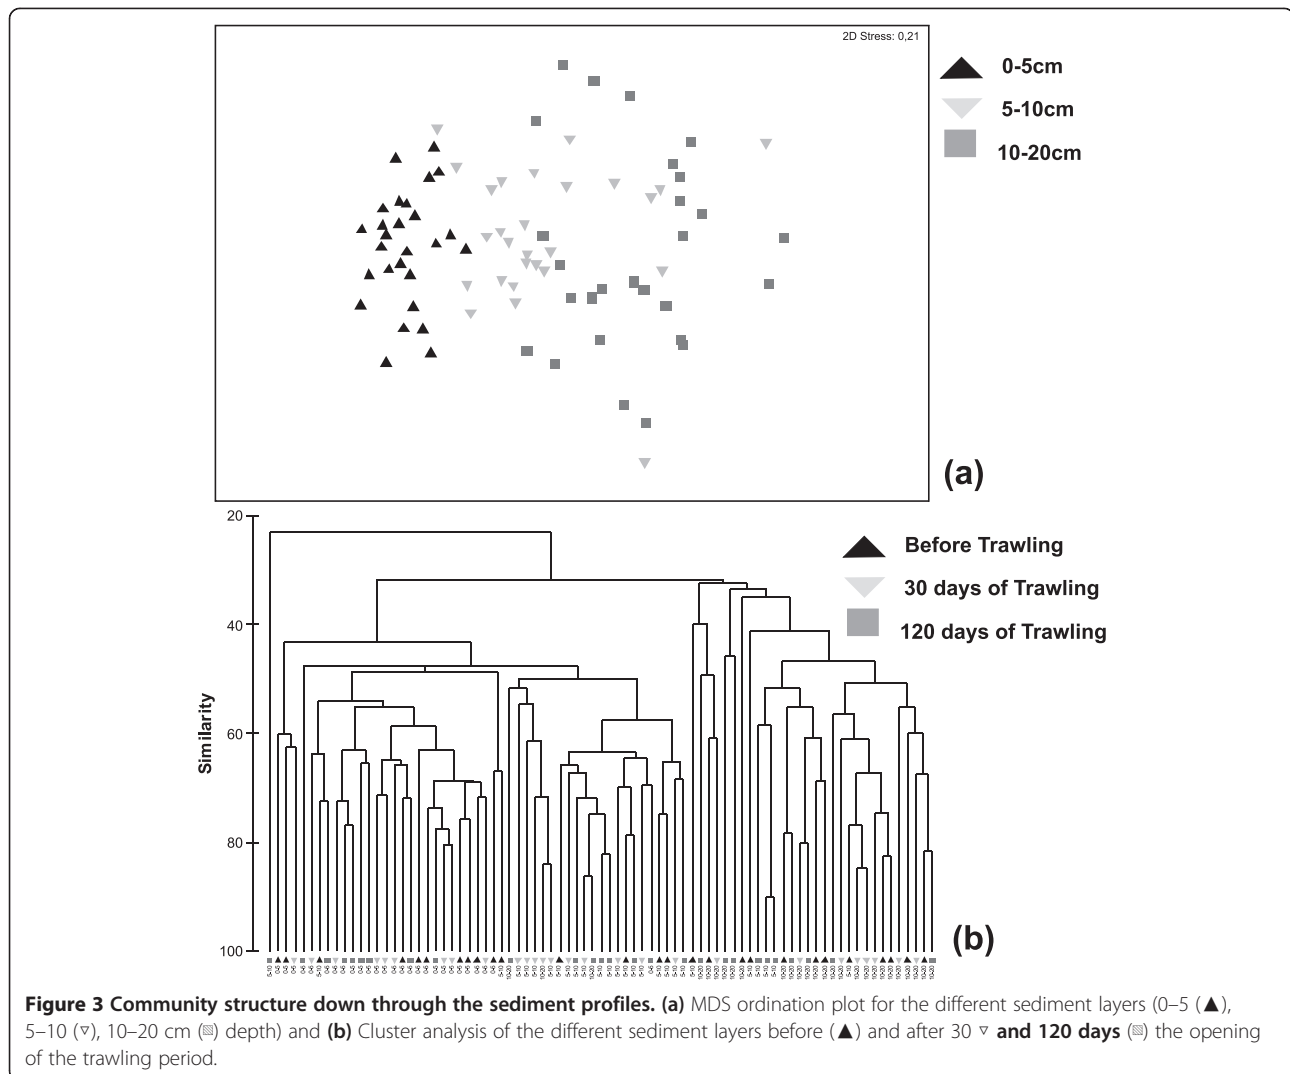 2D Stress: 0,21
0-5cm
5-10cm
10-20cm
(a)
20
40
60
80
100
Similarity
Before Trawling
30 days of Trawling
120 days of Trawling
(b)
Figure 3 Community structure down through the sediment profiles. (a) MDS ordination plot for the different sediment layers (0–5 (▲),
5–10 (▿), 10–20 cm (▧) depth) and (b) Cluster analysis of the different sediment layers before (▲) and after 30 ▿ and 120 days (▧) the opening
of the trawling period.